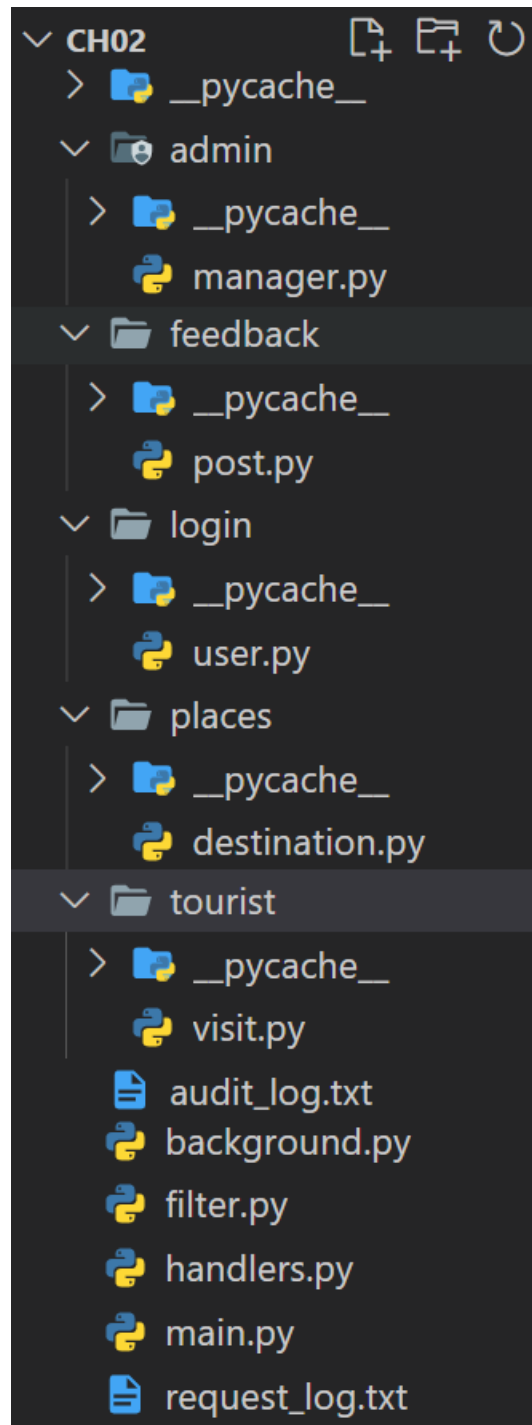 CH02
__pycache__
admin
__pycache__
manager.py
feedback
__pycache__
post.py
login
__pycache__
user.py
places
__pycache__
destination.py
tourist
__pycache__
visit.py
audit_log.txt
background.py
filter.py
handlers.py
main.py
request_log.txt